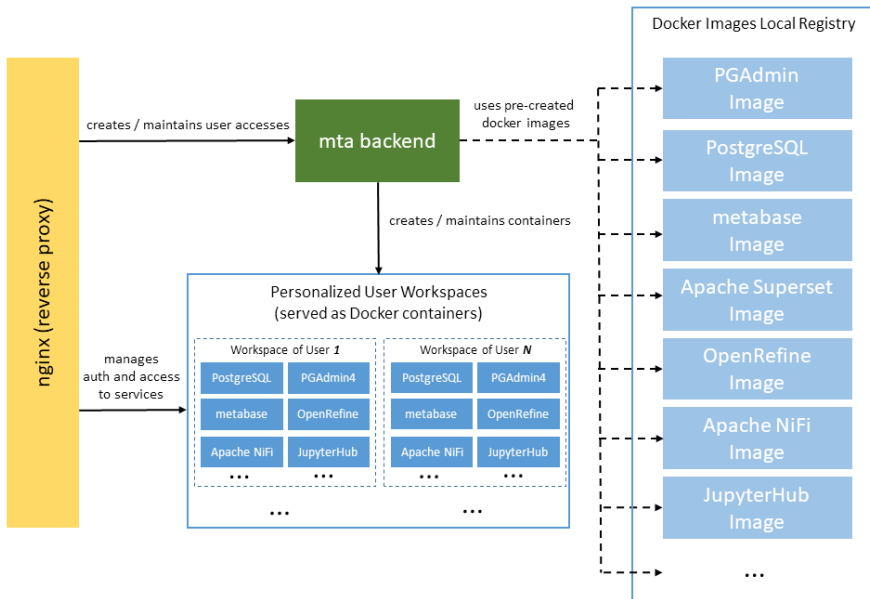 Docker Images Local Registry
PGAdmin
Image
PostgreSQL
Image
metabase
Image
Apache Superset
Image
OpenRefine
Image
Apache NiFi
Image
JupyterHub
Image
...
nginx (reverse proxy)
creates / maintains user accesses
mta backend
uses pre-created
docker images
creates / maintains containers
manages
auth and access
to services
Personalized User Workspaces
(served as Docker containers)
Workspace of User 1
PostgreSQL
PGAdmin4
metabase
OpenRefine
Apache NiFi
JupyterHub
... ...
Workspace of User N
PostgreSQL
PGAdmin4
metabase
OpenRefine
Apache NiFi
JupyterHub
... ...
... ...